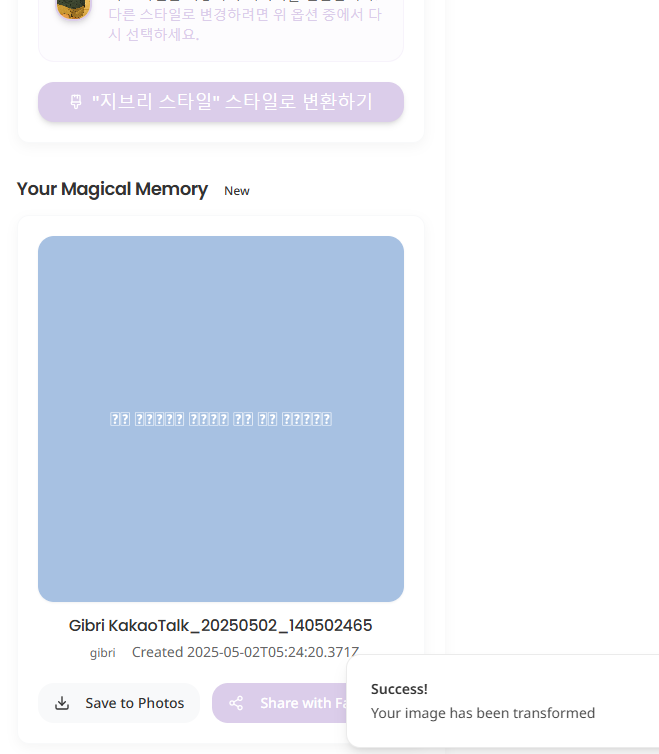 다른 스타일로 변경하려면 위 옵션 중에서 다
시 선택하세요.
"지브리 스타일" 스타일로 변환하기
Your Magical Memory
New
Gibri KakaoTalk_20250502_140502465
gibri Created 2025-05-02T05:24:20.371Z
Save to Photos
Share with
Success!
Your image has been transformed